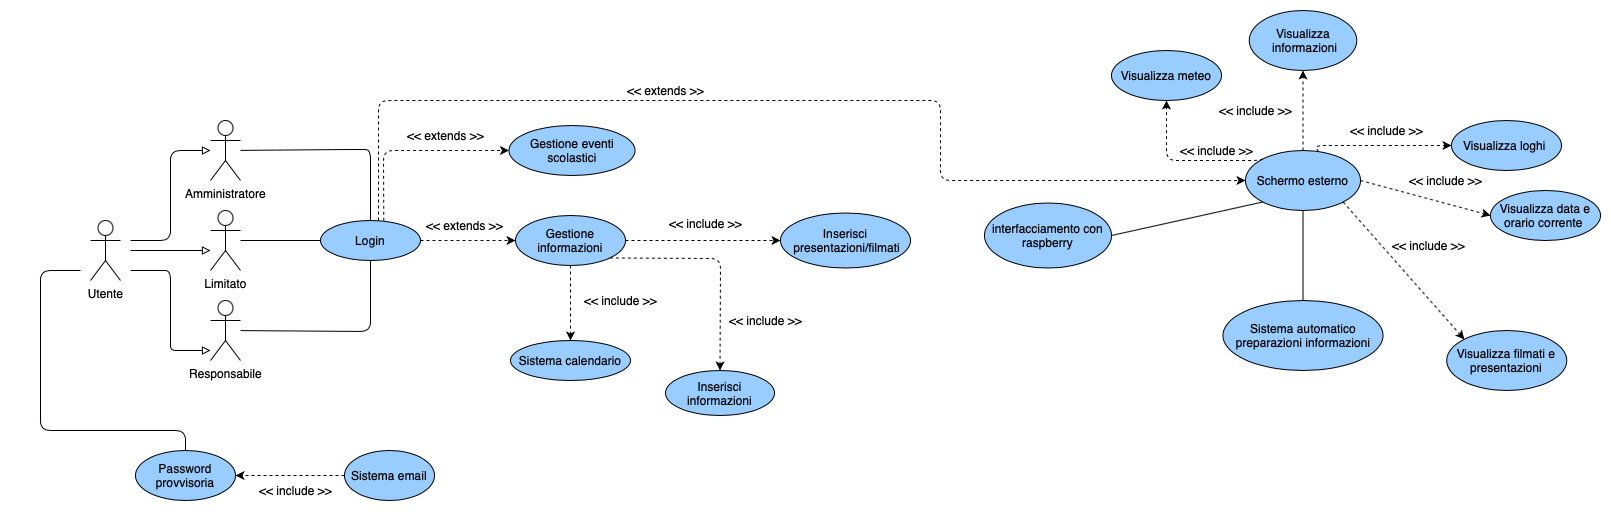 Visualizza
informazioni
Visualizza meteo
<< extends >>
<< include >>
<< extends >>
<< include >>
Gestione eventi
scolastici
Visualizza loghi
<< include >>
Schermo esterno
<< include >>
Amministratore
Visualizza data e
orario corrente
<< extends >>
<< include >>
interfacciamento con
raspberry
Login
Gestione
informazioni
Inserisci
presentazioni/filmati
<< include >>
Utente
Limitato
<< include >>
<< include >>
Sistema automatico
preparazioni informazioni
Responsabile
Sistema calendario
Visualizza filmati e
presentazioni
Inserisci
informazioni
Password
provvisoria
Sistema email
<< include >>